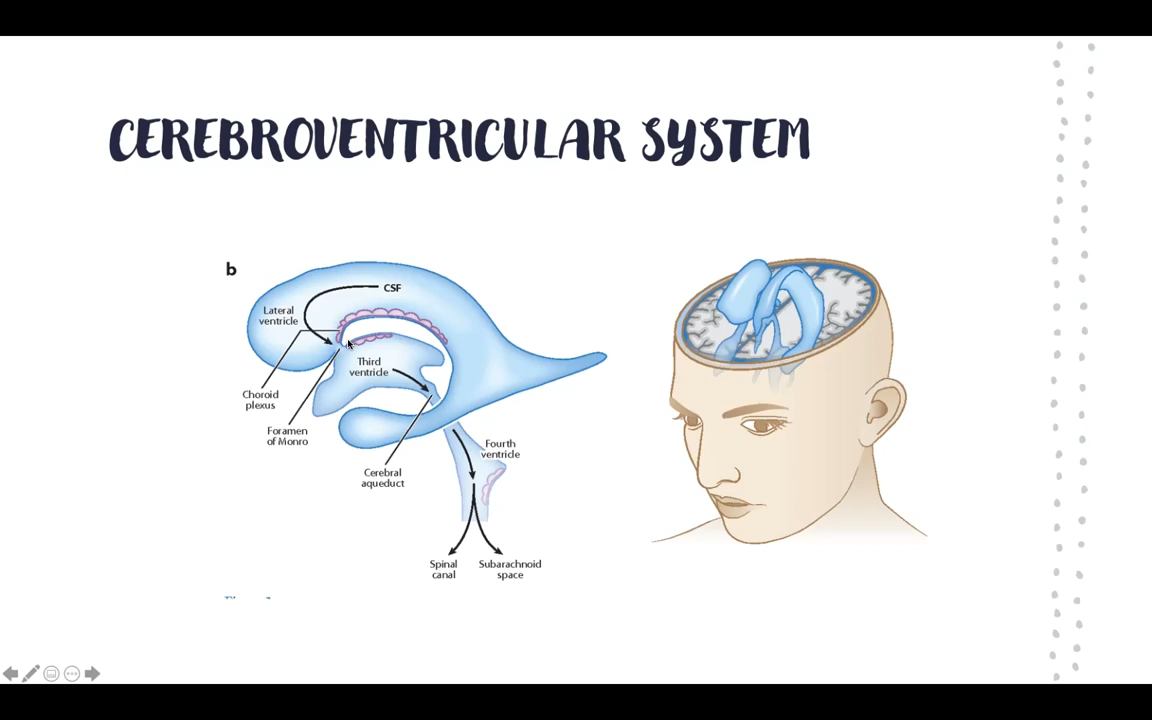 CEREBROVENTRICULAR SYSTEM
b
CSF
Lateral
ventricle
Third
ventricle
Choroid
plexus
Foramen
of Monro
Cerebral
aqueduct
Fourth
ventricle
Spinal
canal
Subarachnoid
space